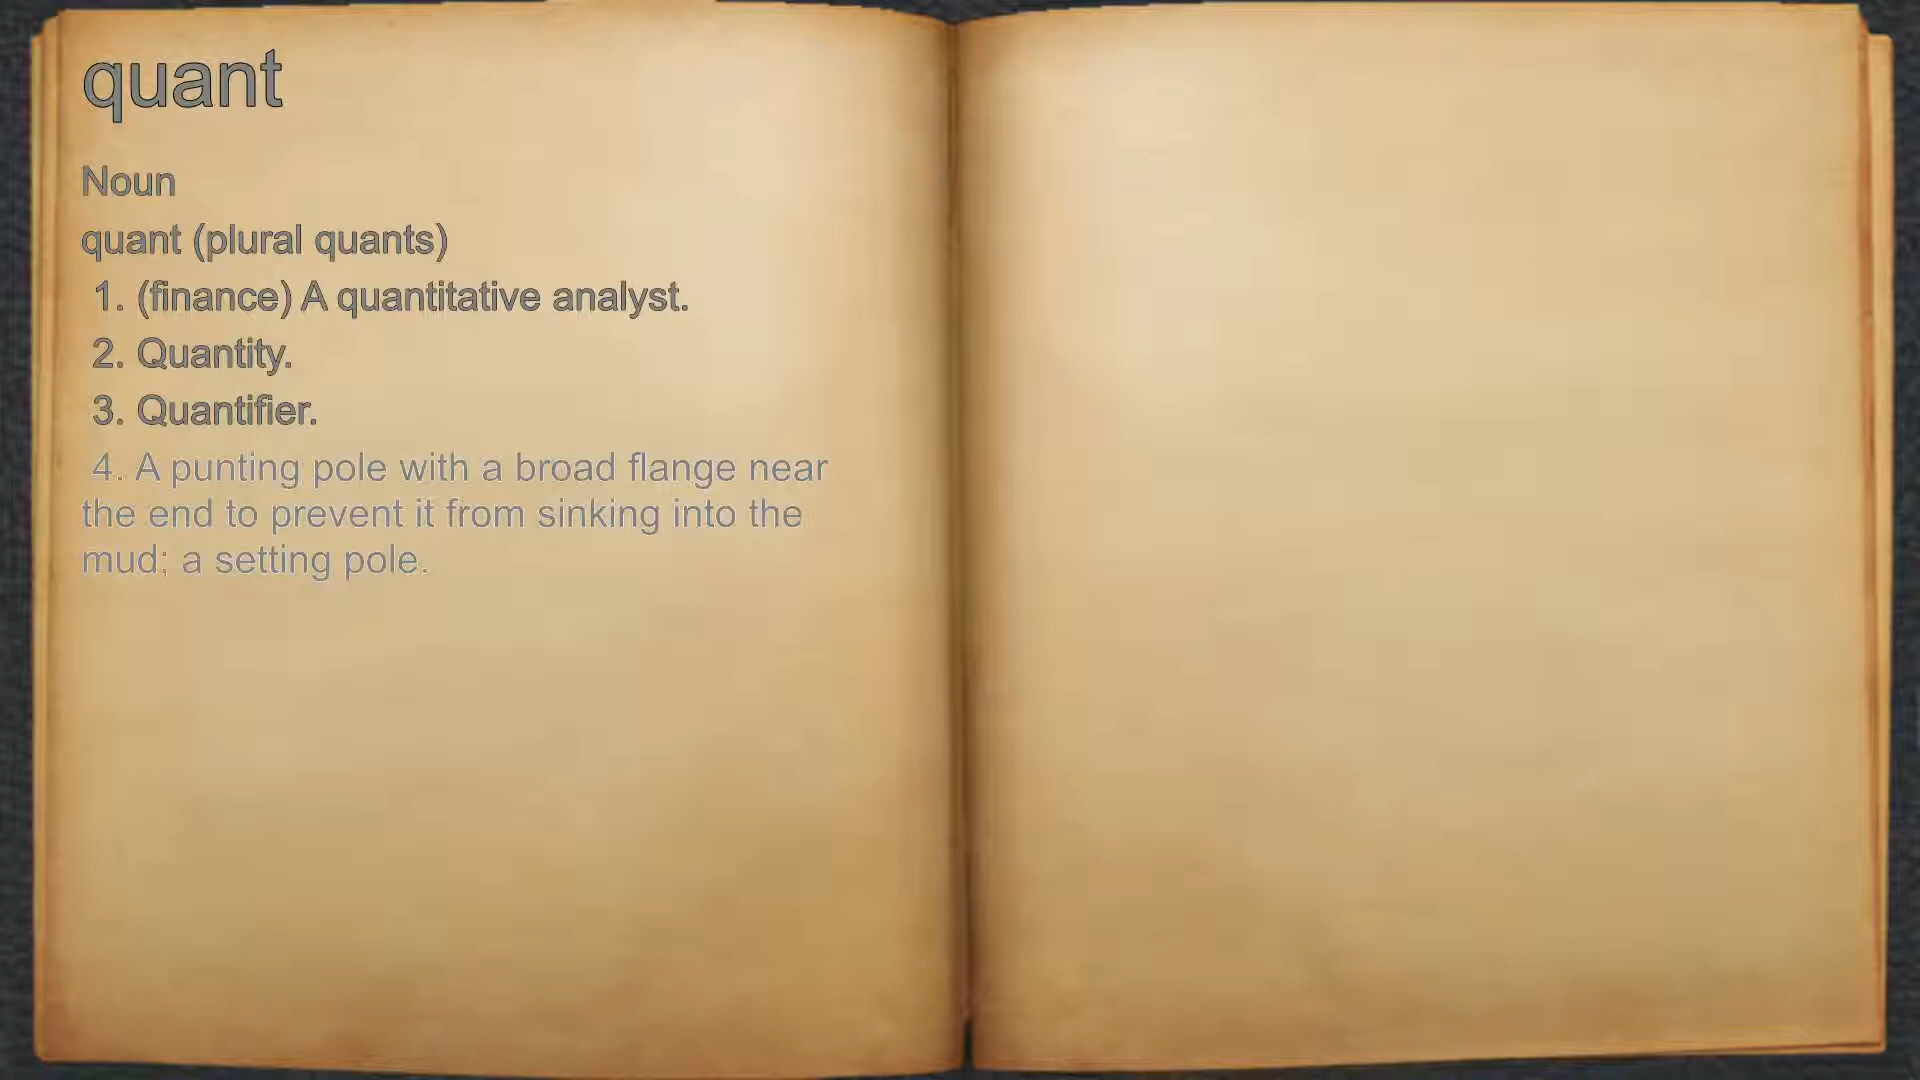 quant
Noun
quant (plural quants)
1. (finance) A quantitative analyst.
2. Quantity.
3. Quantifier.
4. A punting pole with a broad flange near
the end to prevent it from sinking into the
mud; a setting pole.